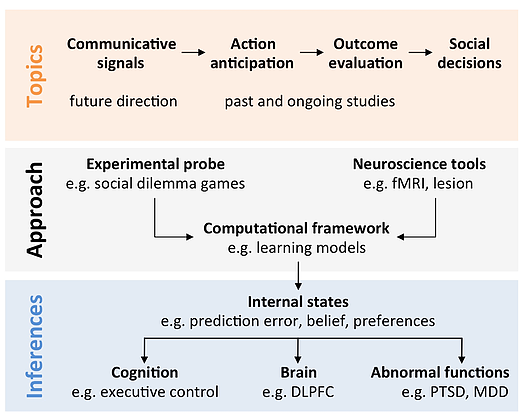 Topics
Communicative signals
Action anticipation
Outcome evaluation
Social decisions
future direction
past and ongoing studies
Approach
Experimental probe
e.g. social dilemma games
Neuroscience tools
e.g. fMRI, lesion
Computational framework
e.g. learning models
Inferences
Internal states
e.g. prediction error, belief, preferences
Cognition
e.g. executive control
Brain
e.g. DLPFC
Abnormal functions
e.g. PTSD, MDD